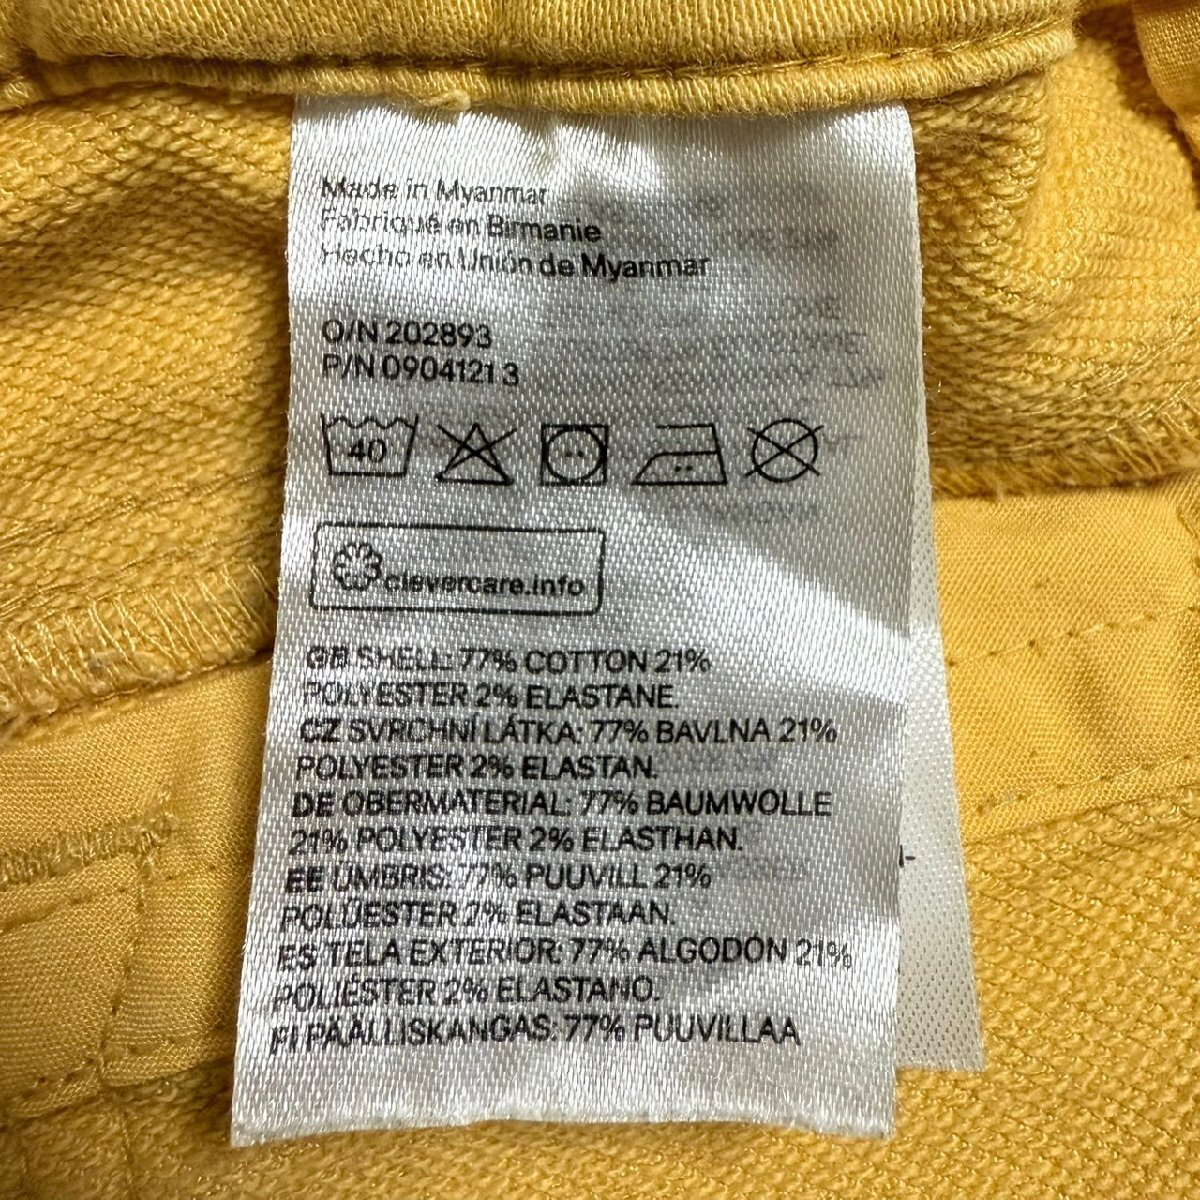 Made in Myanmar
Fabriqué en Birmanie
Hecho en Unión de Myanmar
O/N 202893
P/N 0904121 3
40
clevercare.info
GB SHELL: 77% COTTON 21%
POLYESTER 2% ELASTANE.
CZ SVRCHNÍ LÁTKA: 77% BAVLNA 21%
POLYESTER 2% ELASTAN.
DE OBERMATERIAL: 77% BAUMWOLLE
21% POLYESTER 2% ELASTHAN.
EE ÜMBRIS: 77% PUUVILL 21%
POLÜESTER 2% ELASTAAN.
ES TELA EXTERIOR: 77% ALGODÓN 21%
POLIÉSTER 2% ELASTANO.
FI PÄÄLLISKANGAS: 77% PUUVILLAA